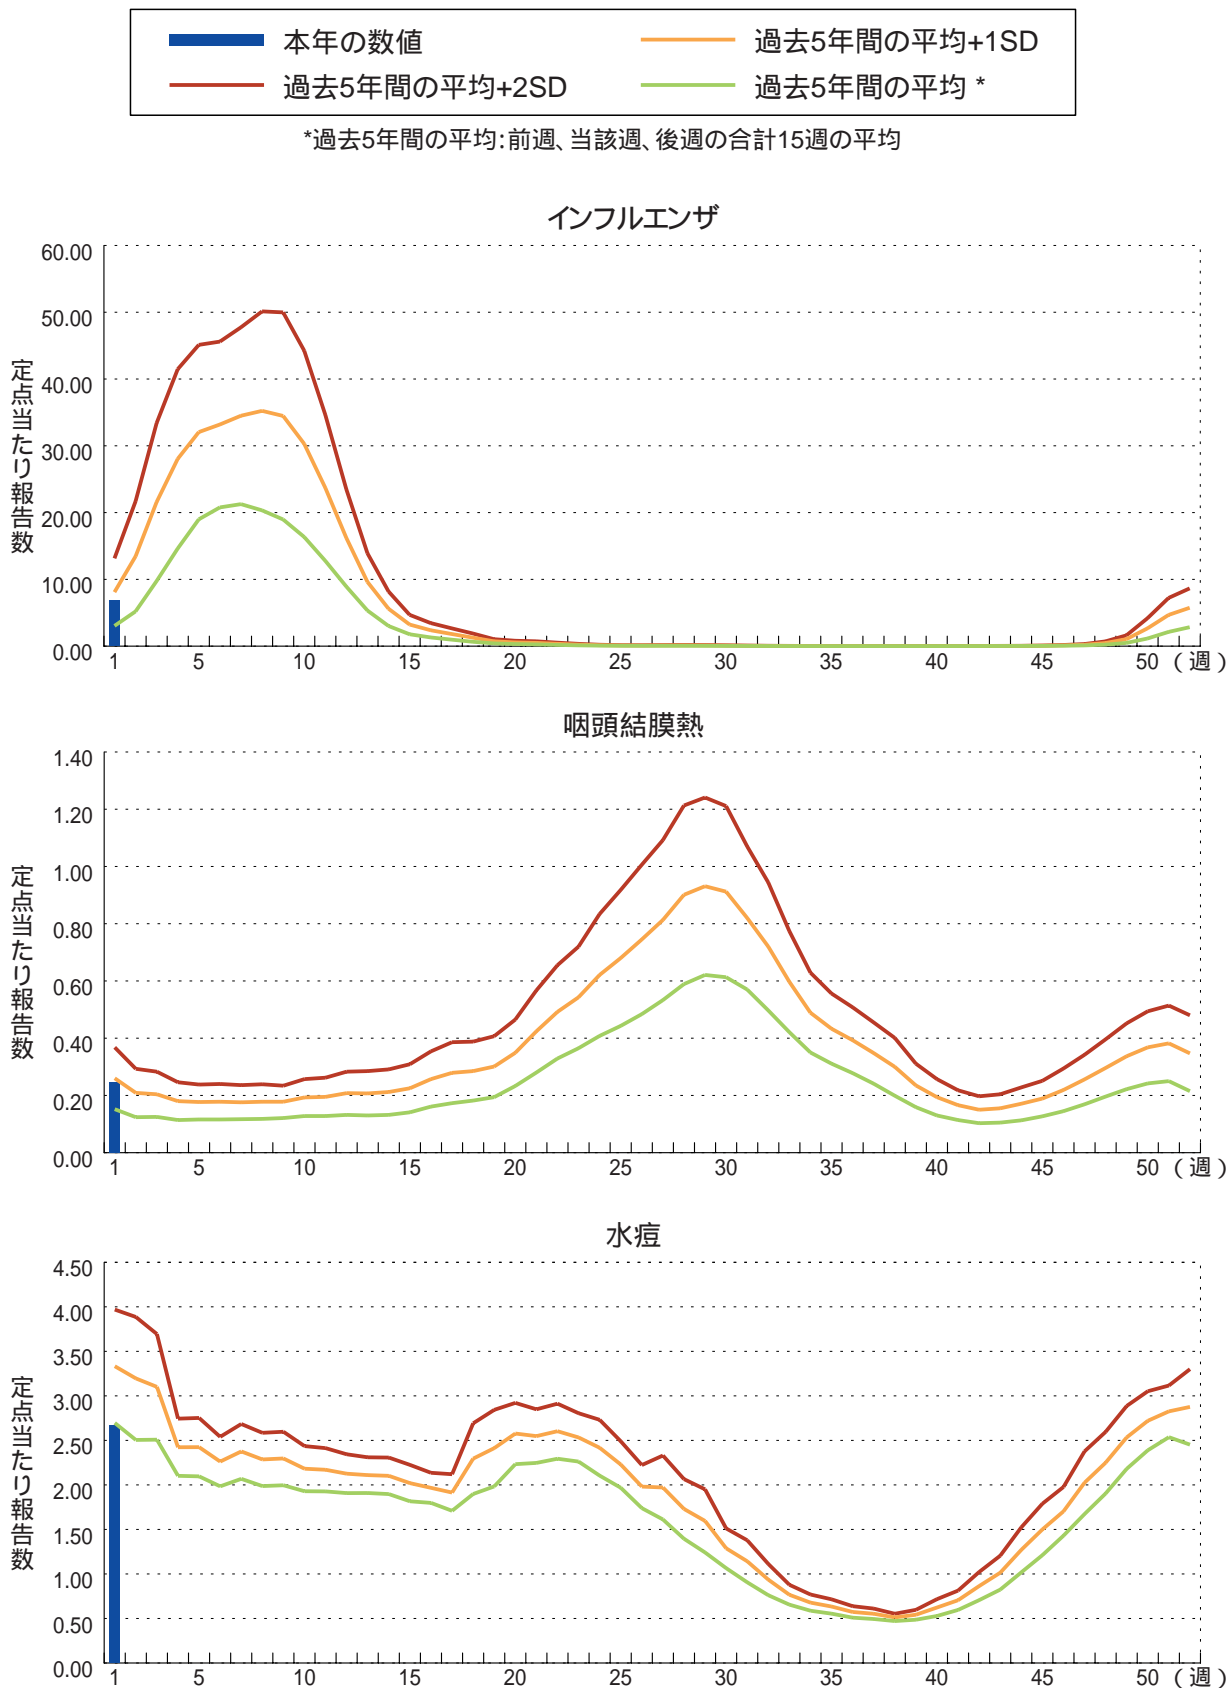 本年の数値
過去5年間の平均+1SD
過去5年間の平均+2SD
過去5年間の平均 *
*過去5年間の平均:前週、当該週、後週の合計15週の平均
インフルエンザ
定点当たり報告数
60.00
50.00
40.00
30.00
20.00
10.00
0.00
1 5 10 15 20 25 30 35 40 45 50 (週)
咽頭結膜熱
定点当たり報告数
1.40
1.20
1.00
0.80
0.60
0.40
0.20
0.00
1 5 10 15 20 25 30 35 40 45 50 (週)
水痘
定点当たり報告数
4.50
4.00
3.50
3.00
2.50
2.00
1.50
1.00
0.50
0.00
1 5 10 15 20 25 30 35 40 45 50 (週)